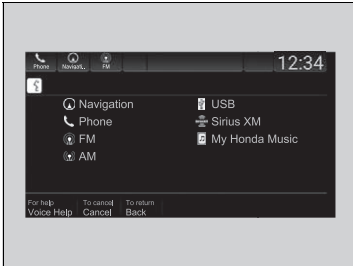 Phone Navigati.. FM 12:34
Navigation
Phone
FM
AM
USB
Sirius XM
My Honda Music
For help To cancel To return
Voice Help Cancel Back